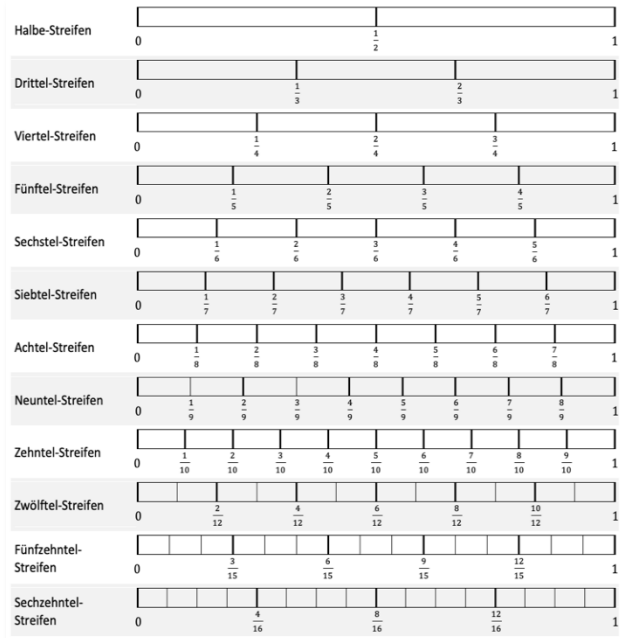 Halbe-Streifen
0 1/2 1
Drittel-Streifen
0 1/3 2/3 1
Viertel-Streifen
0 1/4 2/4 3/4 1
Fünftel-Streifen
0 1/5 2/5 3/5 4/5 1
Sechstel-Streifen
0 1/6 2/6 3/6 4/6 5/6 1
Siebtel-Streifen
0 1/7 2/7 3/7 4/7 5/7 6/7 1
Achtel-Streifen
0 1/8 2/8 3/8 4/8 5/8 6/8 7/8 1
Neuntel-Streifen
0 1/9 2/9 3/9 4/9 5/9 6/9 7/9 8/9 1
Zehntel-Streifen
0 1/10 2/10 3/10 4/10 5/10 6/10 7/10 8/10 9/10 1
Zwölftel-Streifen
0 2/12 4/12 6/12 8/12 10/12 1
Fünfzehntel-
Streifen
0 3/15 6/15 9/15 12/15 1
Sechzehntel-
Streifen
0 4/16 8/16 12/16 1